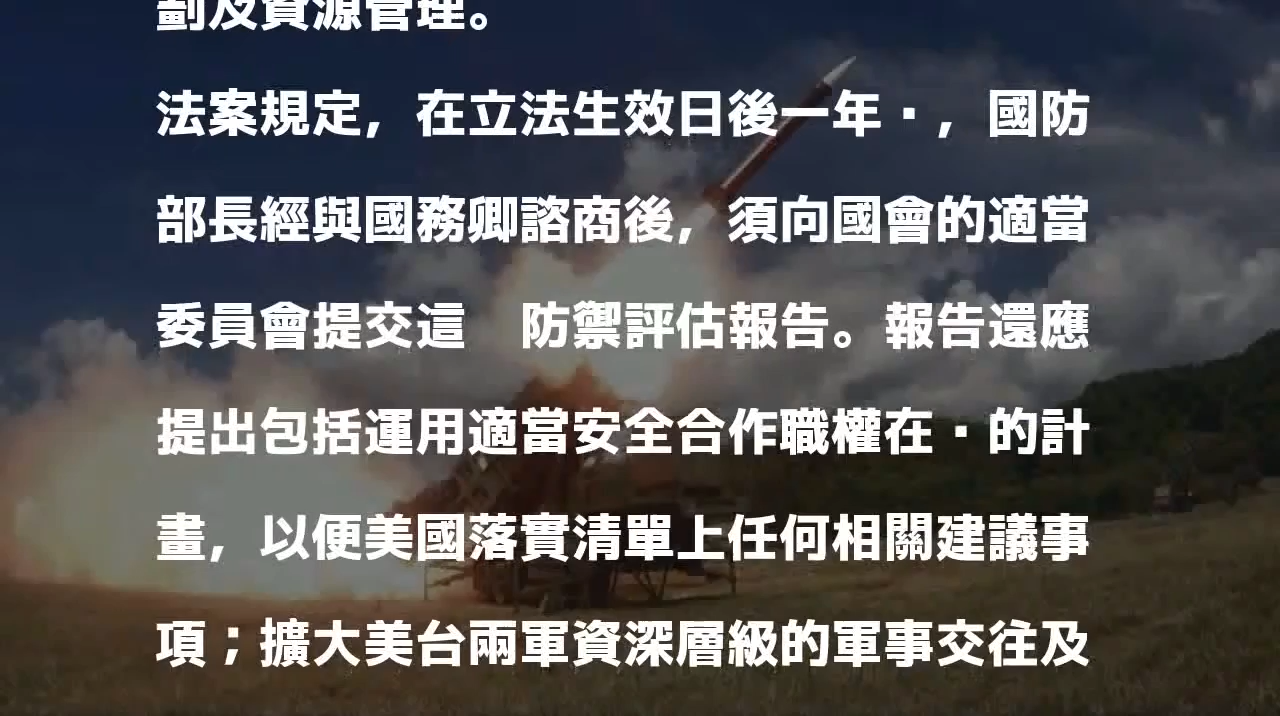 劃及資源管理。
法案規定，在立法生效日後一年▪，國防
部長經與國務卿諮商後，須向國會的適當
委員會提交這　防禦評估報告。報告還應
提出包括運用適當安全合作職權在▪的計
畫，以便美國落實清單上任何相關建議事
項；擴大美台兩軍資深層級的軍事交往及